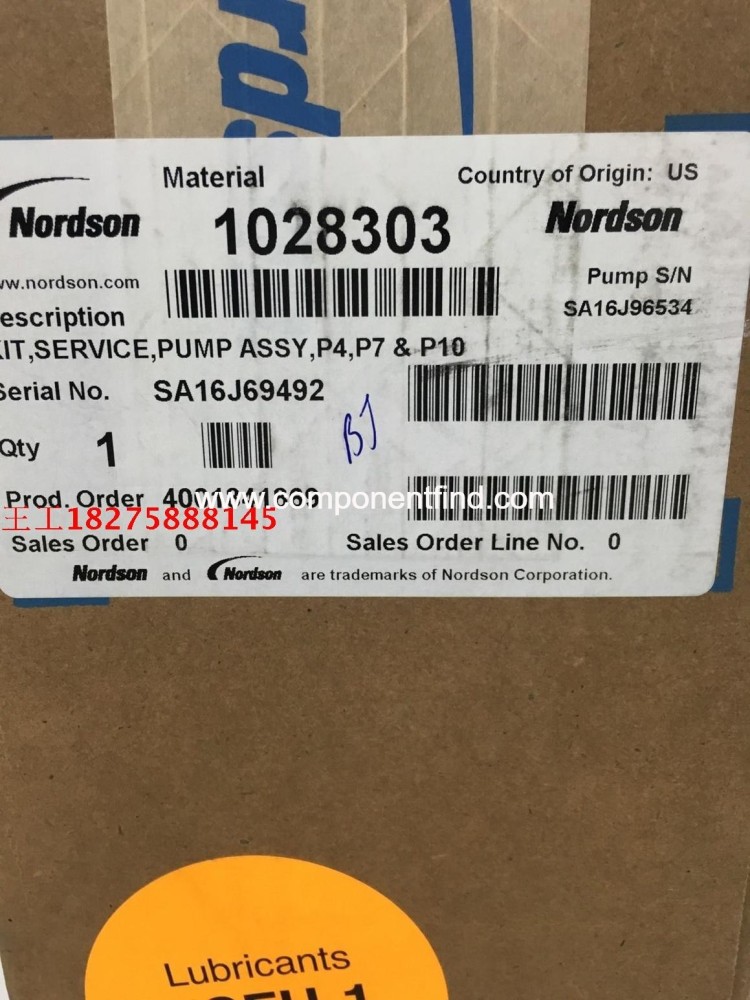 Nordson
Material
Country of Origin: US
Nordson
1028303
Nordson
ww.nordson.com
Pump S/N
SA16J96534
escription
KIT,SERVICE,PUMP ASSY,P4,P7 & P10
Serial No. SA16J69492
Qty 1
BJ
Prod. Order
www.componentfind.com
王工18275888145
Sales Order 0
Sales Order Line No. 0
Nordson and Nordson are trademarks of Nordson Corporation.
Lubricants